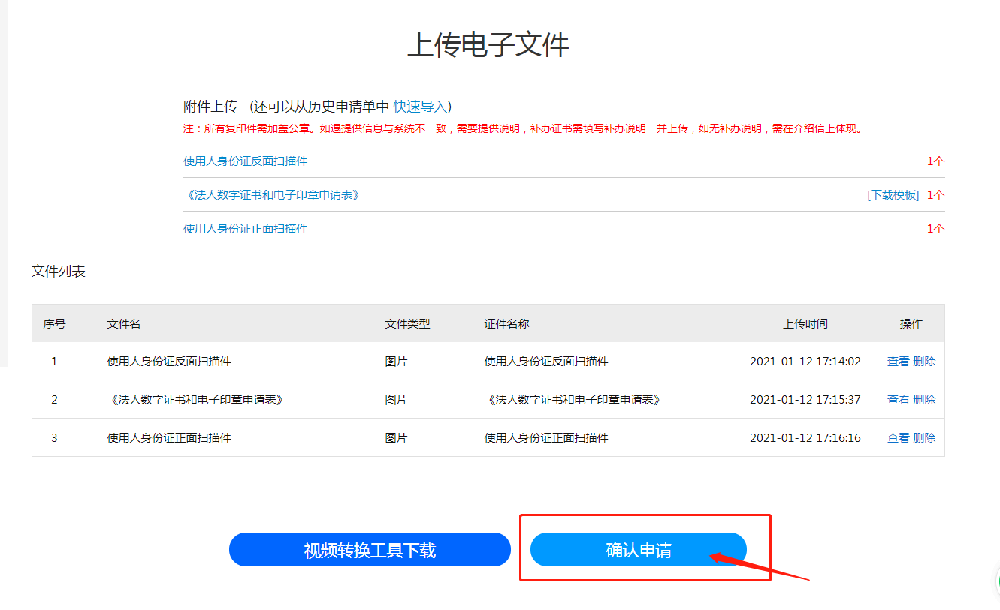 上传电子文件
附件上传 (还可以从历史申请单中 快速导入)
注：所有复印件需加盖公章。如遇提供信息与系统不一致，需要提供说明，补办证书需填写补办说明一并上传，如无补办说明，需在介绍信上体现。
使用人身份证反面扫描件 1个
《法人数字证书和电子印章申请表》 [下载模板] 1个
使用人身份证正面扫描件 1个
文件列表
序号 文件名 文件类型 证件名称 上传时间 操作
1 使用人身份证反面扫描件 图片 使用人身份证反面扫描件 2021-01-12 17:14:02 查看 删除
2 《法人数字证书和电子印章申请表》 图片 《法人数字证书和电子印章申请表》 2021-01-12 17:15:37 查看 删除
3 使用人身份证正面扫描件 图片 使用人身份证正面扫描件 2021-01-12 17:16:16 查看 删除
视频转换工具下载 确认申请